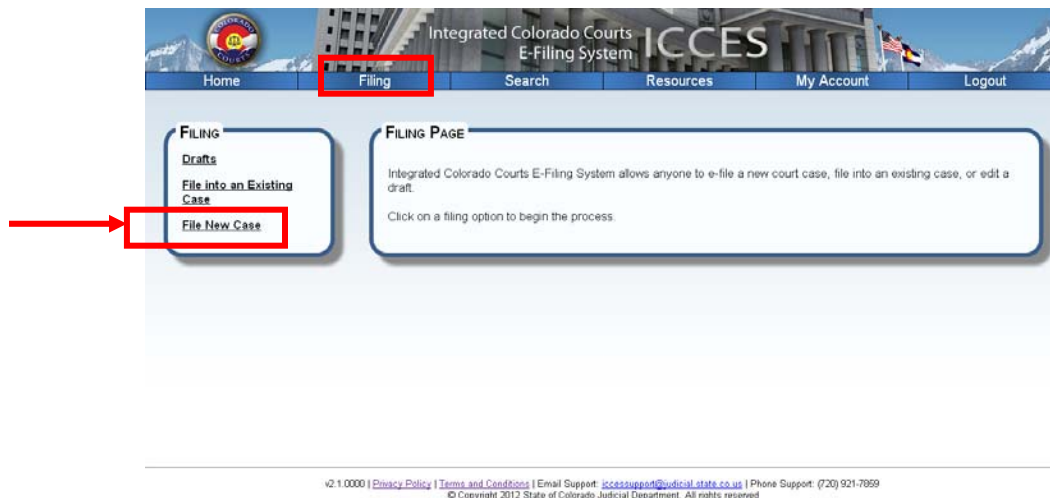 COLORADO
COURTS
Integrated Colorado Courts
E-Filing System
ICCES
Home Filing Search Resources My Account Logout
FILING
Drafts
File into an Existing
Case
File New Case
FILING PAGE
Integrated Colorado Courts E-Filing System allows anyone to e-file a new court case, file into an existing case, or edit a
draft.
Click on a filing option to begin the process.
v2.1.0000 | Privacy Policy | Terms and Conditions | Email Support: iccessupport@judicial.state.co.us | Phone Support: (720) 921-7859
© Copyright 2012 State of Colorado Judicial Department. All rights reserved